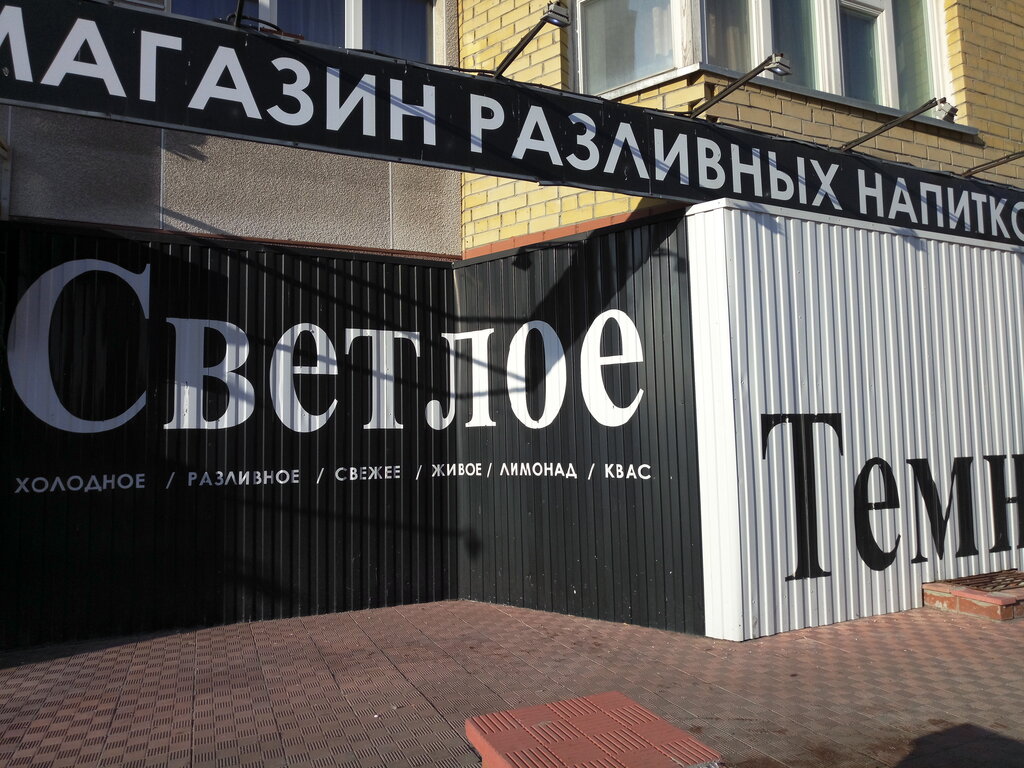 МАГАЗИН РАЗЛИВНЫХ НАПИТКО
Светлое
ХОЛОДНОЕ / РАЗЛИВНОЕ / СВЕЖЕЕ / ЖИВОЕ / ЛИМОНАД / КВАС
Темн